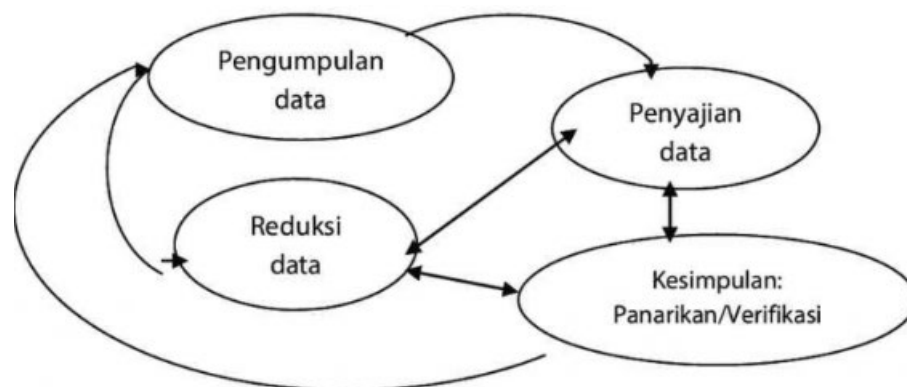 Pengumpulan
data
Penyajian
data
Reduksi
data
Kesimpulan:
Panarikan/Verifikasi